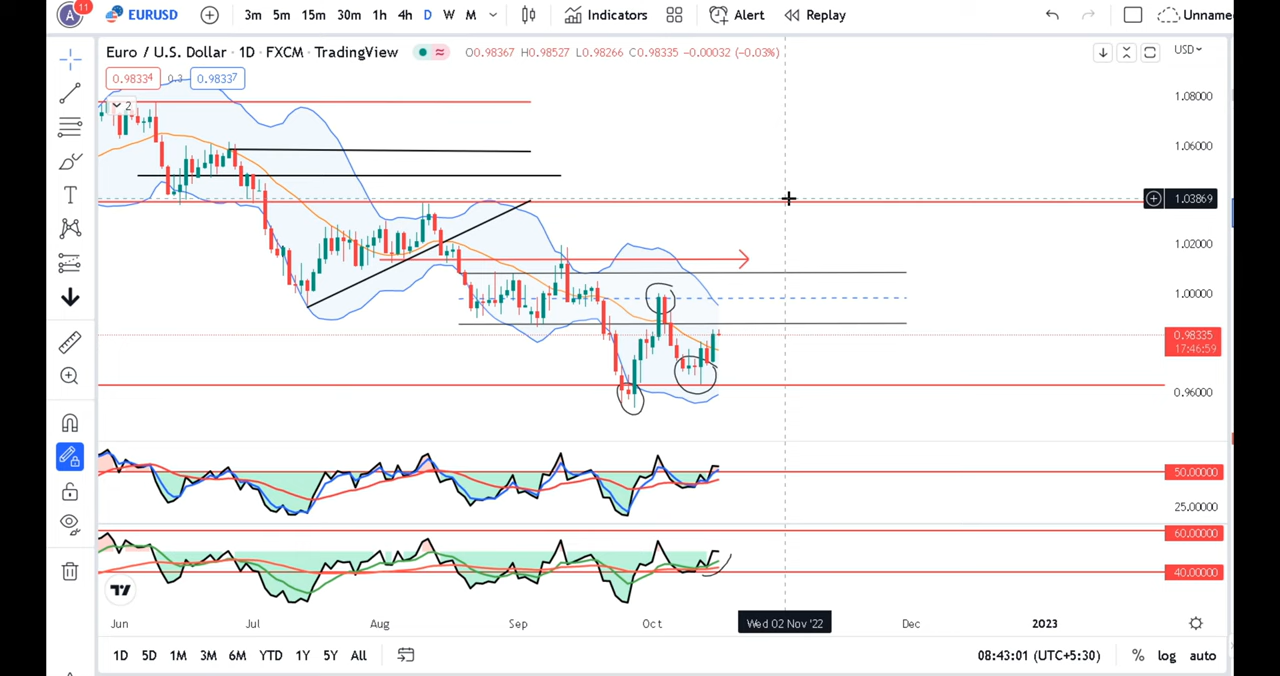 A 11 EURUSD 3m 5m 15m 30m 1h 4h D W M Indicators Alert Replay Unname
Euro / U.S. Dollar · 1D · FXCM · TradingView O0.98367 H0.98527 L0.98266 C0.98335 −0.00032 (−0.03%) USD
0.98334 0.3 0.98337
2
1.08000
1.06000
1.03869
1.02000
1.00000
0.98335
17:46:59
0.96000
50.00000
25.00000
60.00000
40.00000
Jun Jul Aug Sep Oct Wed 02 Nov '22 Dec 2023
1D 5D 1M 3M 6M YTD 1Y 5Y All 08:43:01 (UTC+5:30) % log auto